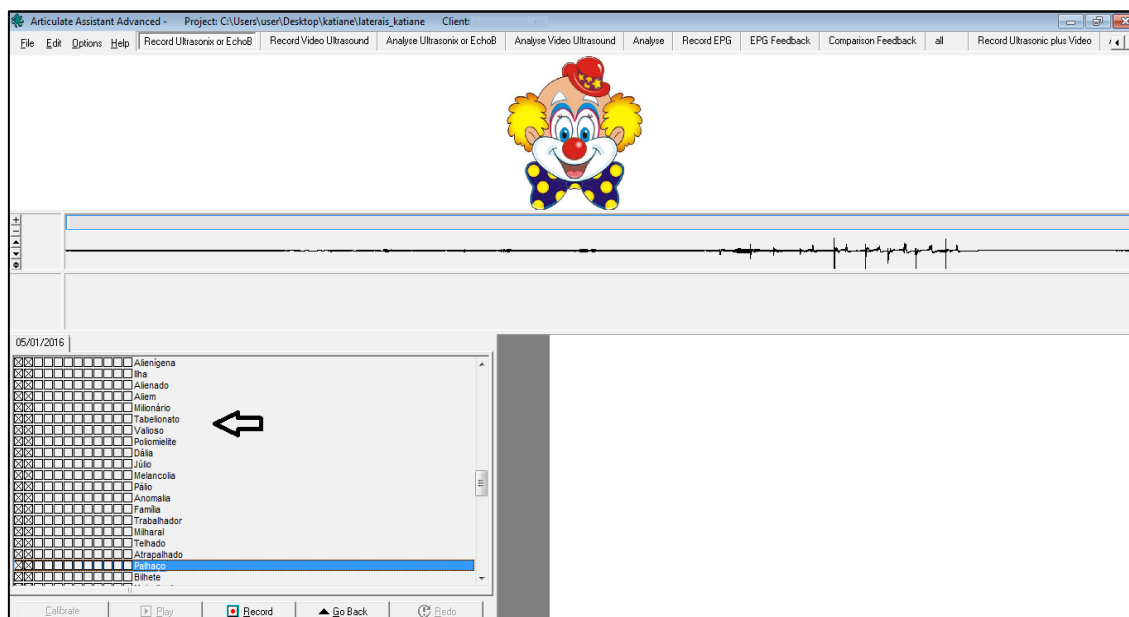 Articulate Assistant Advanced - Project: C:\Users\user\Desktop\katiane\laterais_katiane Client:
File Edit Options Help Record Ultrasonix or EchoB Record Video Ultrasound Analyse Ultrasonix or EchoB Analyse Video Ultrasound Analyse Record EPG EPG Feedback Comparison Feedback all Record Ultrasonic plus Video
05/01/2016
Alienígena
Ilha
Alienado
Aliem
Milionário
Tabelionato
Valioso
Poliomielite
Dália
Júlio
Melancolia
Pálio
Anomalia
Família
Trabalhador
Milharal
Telhado
Atrapalhado
Palhaço
Bilhete
Calibrate Play Record Go Back Redo